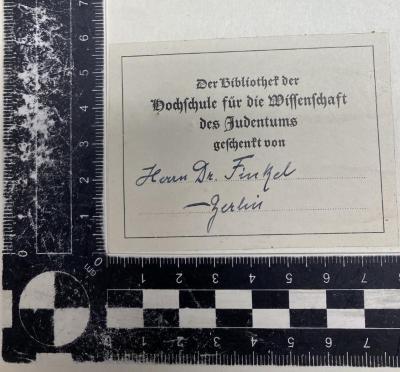 Der Bibliothek der
Hochschule für die Wissenschaft
des Judentums
geschenkt von
Herrn Dr. Finkel
—Berlin